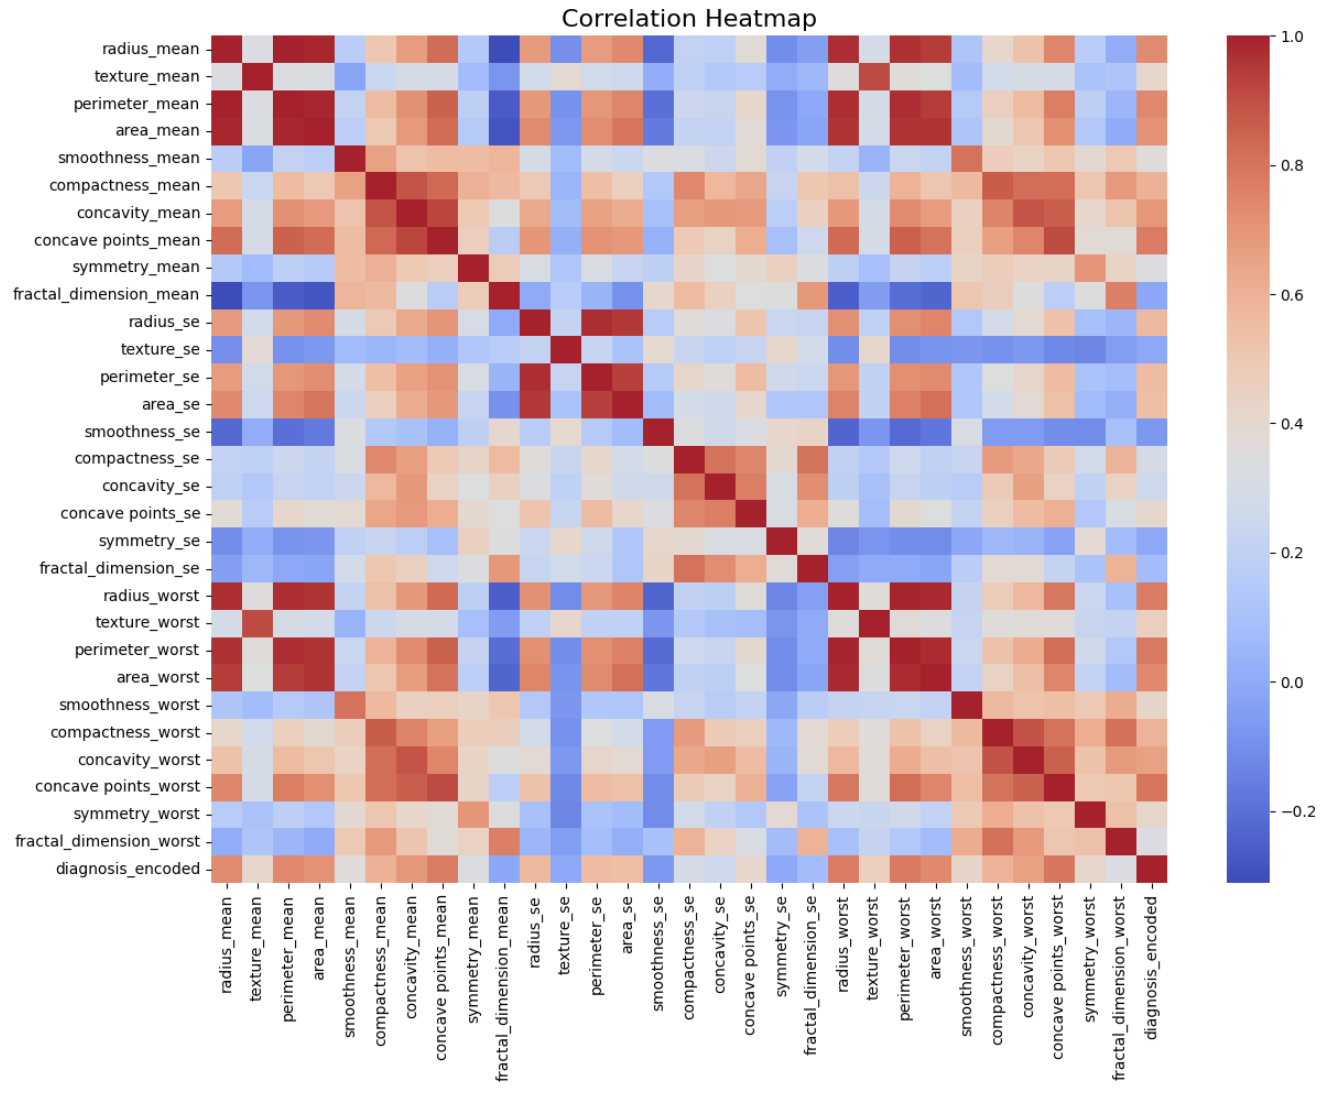 Correlation Heatmap
radius_mean
texture_mean
perimeter_mean
area_mean
smoothness_mean
compactness_mean
concavity_mean
concave points_mean
symmetry_mean
fractal_dimension_mean
radius_se
texture_se
perimeter_se
area_se
smoothness_se
compactness_se
concavity_se
concave points_se
symmetry_se
fractal_dimension_se
radius_worst
texture_worst
perimeter_worst
area_worst
smoothness_worst
compactness_worst
concavity_worst
concave points_worst
symmetry_worst
fractal_dimension_worst
diagnosis_encoded
radius_mean
texture_mean
perimeter_mean
area_mean
smoothness_mean
compactness_mean
concavity_mean
concave points_mean
symmetry_mean
fractal_dimension_mean
radius_se
texture_se
perimeter_se
area_se
smoothness_se
compactness_se
concavity_se
concave points_se
symmetry_se
fractal_dimension_se
radius_worst
texture_worst
perimeter_worst
area_worst
smoothness_worst
compactness_worst
concavity_worst
concave points_worst
symmetry_worst
fractal_dimension_worst
diagnosis_encoded
1.0
0.8
0.6
0.4
0.2
0.0
−0.2